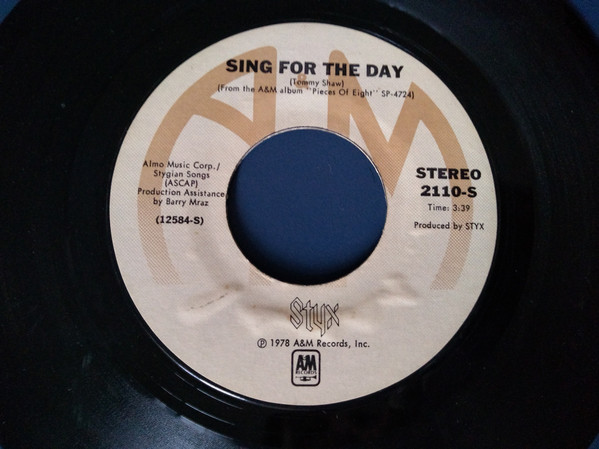 A&M
SING FOR THE DAY
(Tommy Shaw)
(From the A&M album "Pieces Of Eight" SP-4724)
Almo Music Corp./
Stygian Songs
(ASCAP)
Production Assistance
by Barry Mraz
(12584-S)
STEREO
2110-S
Time: 3:39
Produced by STYX
Styx
℗ 1978 A&M Records, Inc.
A&M
RECORDS